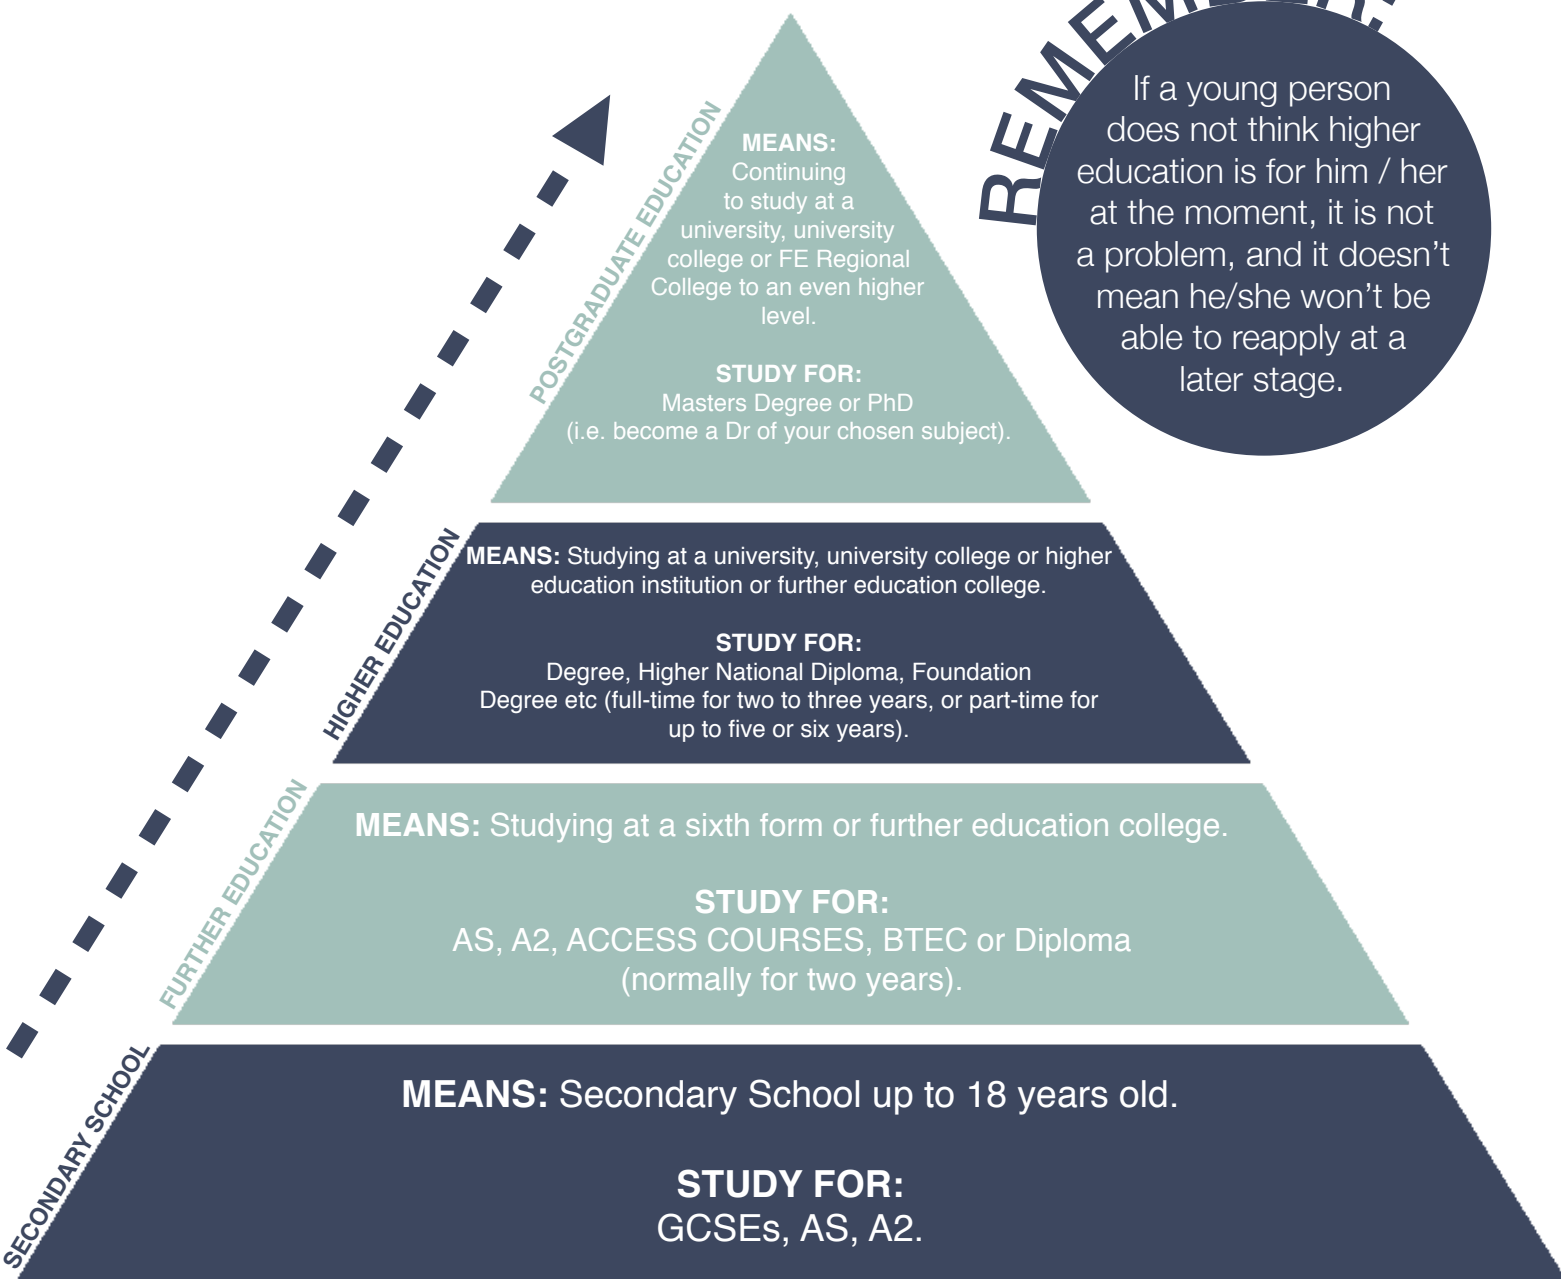 POSTGRADUATE EDUCATION
MEANS:
Continuing
to study at a
university, university
college or FE Regional
College to an even higher
level.
STUDY FOR:
Masters Degree or PhD
(i.e. become a Dr of your chosen subject).
If a young person
does not think higher
education is for him / her
at the moment, it is not
a problem, and it doesn't
mean he/she won't be
able to reapply at a
later stage.
HIGHER EDUCATION
MEANS: Studying at a university, university college or higher
education institution or further education college.
STUDY FOR:
Degree, Higher National Diploma, Foundation
Degree etc (full-time for two to three years, or part-time for
up to five or six years).
FURTHER EDUCATION
MEANS: Studying at a sixth form or further education college.
STUDY FOR:
AS, A2, ACCESS COURSES, BTEC or Diploma
(normally for two years).
SECONDARY SCHOOL
MEANS: Secondary School up to 18 years old.
STUDY FOR:
GCSEs, AS, A2.